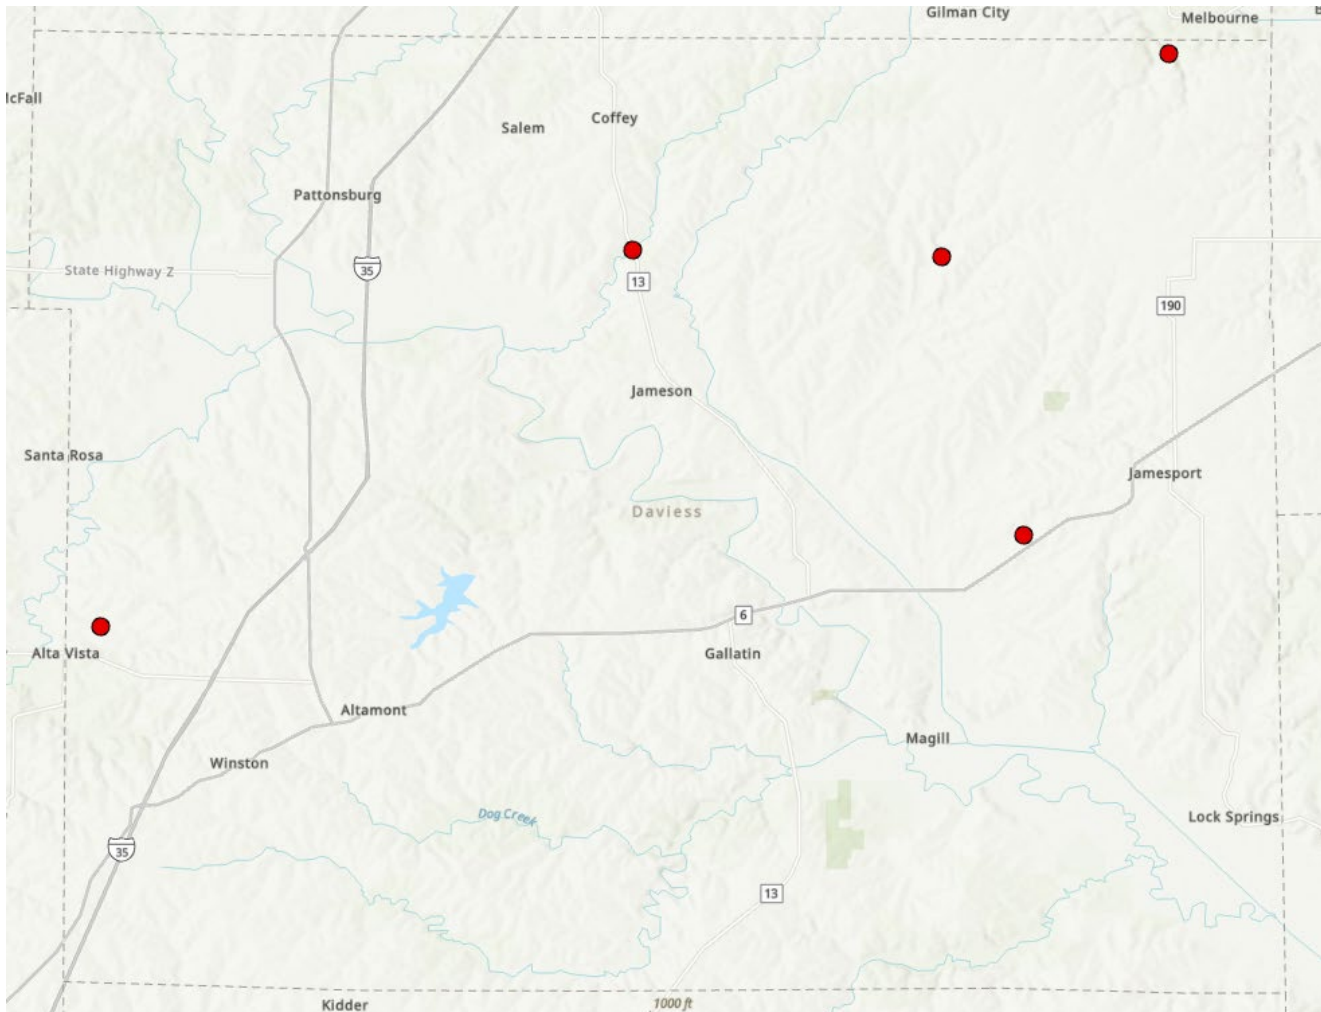 Gilman City
Melbourne
cFall
Coffey
Salem
Pattonsburg
State Highway Z
35
13
190
Jameson
Santa Rosa
Jamesport
Daviess
6
Alta Vista
Gallatin
Altamont
Magill
Winston
Dog Creek
Lock Springs
35
13
Kidder
1000 ft